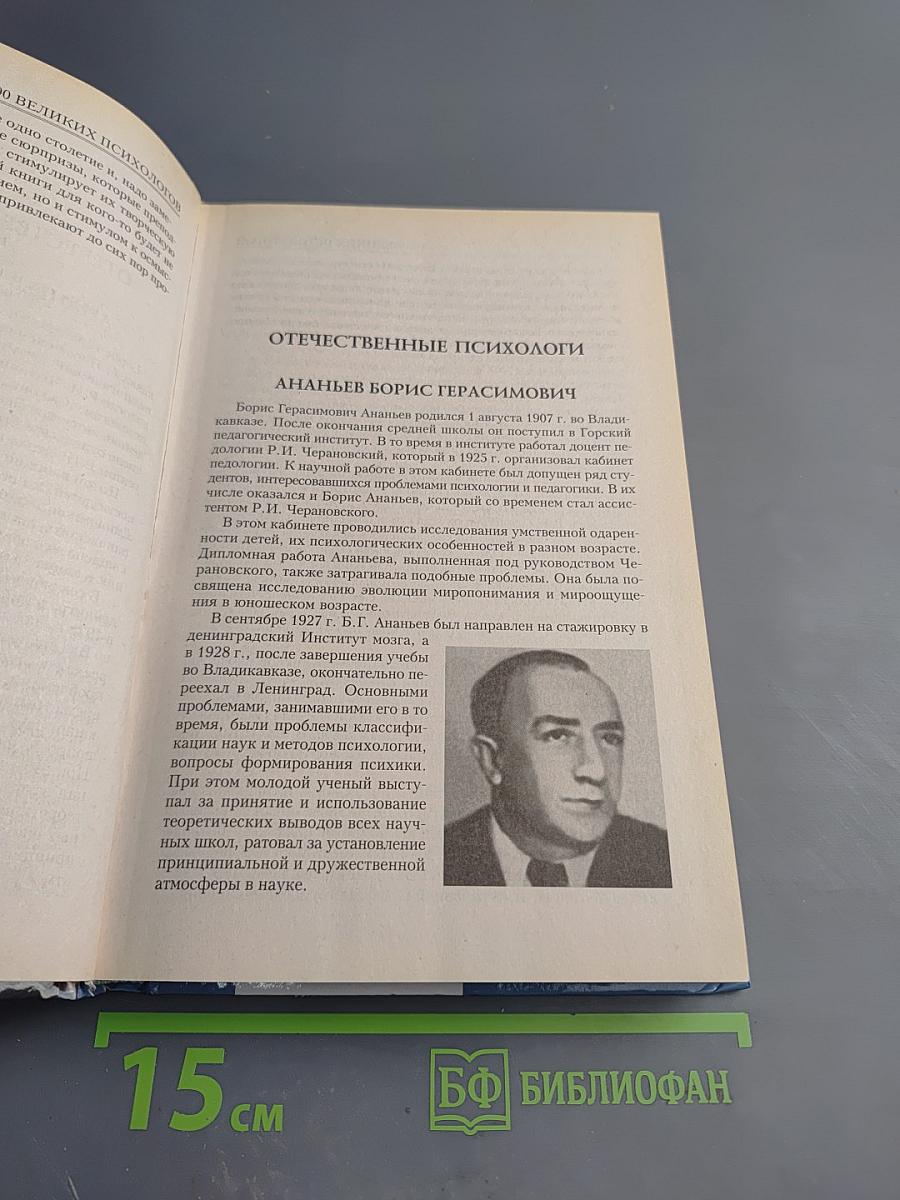 00 ВЕЛИКИХ ПСИХОЛОГОВ
е одно столетие и, надо заме-
е сюрпризы, которые препод-
стимулирует их творческую
й книги для кого-то будет не
нем, но и стимулом к осмыс-
привлекают до сих пор про-
ОТЕЧЕСТВЕННЫЕ ПСИХОЛОГИ
АНАНЬЕВ БОРИС ГЕРАСИМОВИЧ
Борис Герасимович Ананьев родился 1 августа 1907 г. во Влади-
кавказе. После окончания средней школы он поступил в Горский
педагогический институт. В то время в институте работал доцент пе-
дологии Р.И. Черановский, который в 1925 г. организовал кабинет
педологии. К научной работе в этом кабинете был допущен ряд сту-
дентов, интересовавшихся проблемами психологии и педагогики. В их
числе оказался и Борис Ананьев, который со временем стал ассис-
тентом Р.И. Черановского.
В этом кабинете проводились исследования умственной одарен-
ности детей, их психологических особенностей в разном возрасте.
Дипломная работа Ананьева, выполненная под руководством Че-
рановского, также затрагивала подобные проблемы. Она была по-
священа исследованию эволюции миропонимания и мироощуще-
ния в юношеском возрасте.
В сентябре 1927 г. Б.Г. Ананьев был направлен на стажировку в
ленинградский Институт мозга, а
в 1928 г., после завершения учебы
во Владикавказе, окончательно пе-
реехал в Ленинград. Основными
проблемами, занимавшими его в то
время, были проблемы классифи-
кации наук и методов психологии,
вопросы формирования психики.
При этом молодой ученый высту-
пал за принятие и использование
теоретических выводов всех науч-
ных школ, ратовал за установление
принципиальной и дружественной
атмосферы в науке.
15 см
БФ БИБЛИОФАН